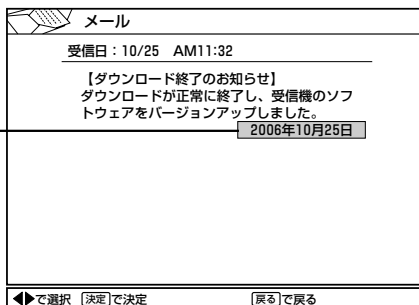 メール
受信日：10/25　AM11:32
【ダウンロード終了のお知らせ】
ダウンロードが正常に終了し、受信機のソフ
トウェアをバージョンアップしました。
2006年10月25日
◀▶で選択　決定で決定　戻るで戻る